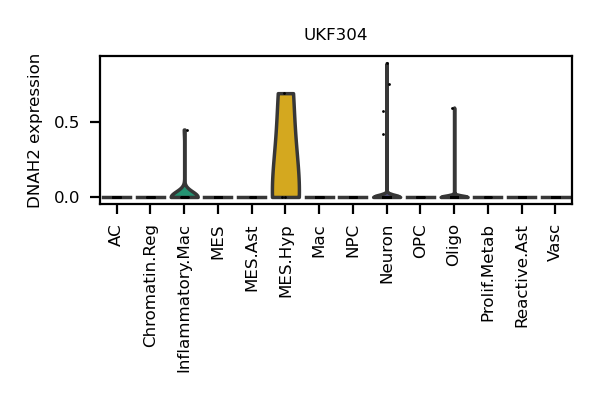 UKF304
DNAH2 expression
0.5
0.0
AC
Chromatin.Reg
Inflammatory.Mac
MES
MES.Ast
MES.Hyp
Mac
NPC
Neuron
OPC
Oligo
Prolif.Metab
Reactive.Ast
Vasc